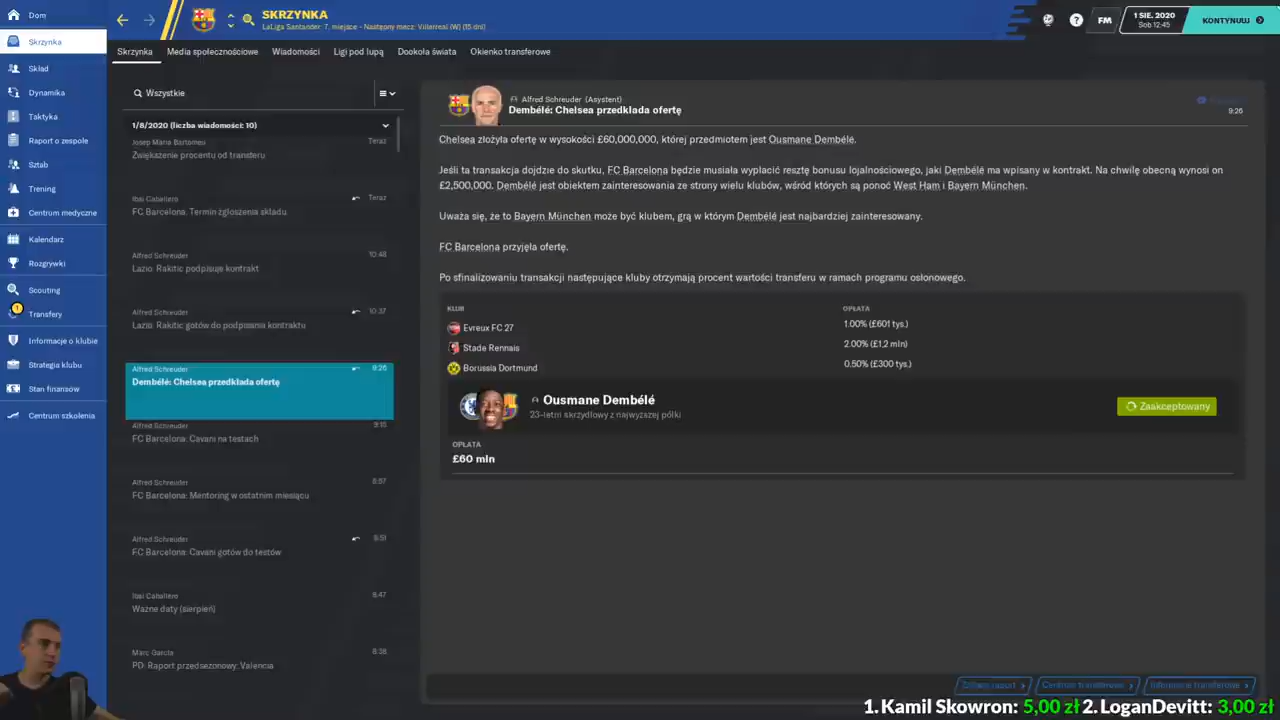 Dom
Skrzynka
Skład
Dynamika
Taktyka
Raport o zespole
Sztab
Trening
Centrum medyczne
Kalendarz
Rozgrywki
Scouting
1
Transfery
Informacje o klubie
Strategia klubu
Stan finansów
Centrum szkolenia
SKRZYNKA
LaLiga Santander: 7. miejsce - Następny mecz: Villarreal (W) (15 dni)
?
FM
1 SIE. 2020
Sob 12:45
KONTYNUUJ
Skrzynka Media społecznościowe Wiadomości Ligi pod lupą Dookoła świata Okienko transferowe
Wszystkie
1/8/2020 (liczba wiadomości: 10)
Josep Maria Bartomeu Teraz
Zwiększenie procentu od transferu
Ibai Caballero Teraz
FC Barcelona: Termin zgłoszenia składu
Alfred Schreuder 10:48
Lazio: Rakitic podpisuje kontrakt
Alfred Schreuder 10:37
Lazio: Rakitic gotów do podpisania kontraktu
Alfred Schreuder 9:26
Dembélé: Chelsea przedkłada ofertę
Alfred Schreuder 9:15
FC Barcelona: Cavani na testach
Alfred Schreuder 8:57
FC Barcelona: Mentoring w ostatnim miesiącu
Alfred Schreuder 8:51
FC Barcelona: Cavani gotów do testów
Ibai Caballero 8:47
Ważne daty (sierpień)
Marc García 8:38
PD: Raport przedsezonowy: Valencia
Alfred Schreuder (Asystent)
Dembélé: Chelsea przedkłada ofertę
9:26
Chelsea złożyła ofertę w wysokości £60,000,000, której przedmiotem jest Ousmane Dembélé.
Jeśli ta transakcja dojdzie do skutku, FC Barcelona będzie musiała wypłacić resztę bonusu lojalnościowego, jaki Dembélé ma wpisany w kontrakt. Na chwilę obecną wynosi on
£2,500,000. Dembélé jest obiektem zainteresowania ze strony wielu klubów, wśród których są ponoć West Ham i Bayern München.
Uważa się, że to Bayern München może być klubem, grą w którym Dembélé jest najbardziej zainteresowany.
FC Barcelona przyjęła ofertę.
Po sfinalizowaniu transakcji następujące kluby otrzymają procent wartości transferu w ramach programu osłonowego.
KLUB OPŁATA
Evreux FC 27 1.00% (£601 tys.)
Stade Rennais 2.00% (£1,2 mln)
Borussia Dortmund 0.50% (£300 tys.)
Ousmane Dembélé
23-letni skrzydłowy z najwyższej półki
Zaakceptowany
OPŁATA
£60 mln
Centrum transferowe
1. Kamil Skowron: 5,00 zł 2. LoganDevitt: 3,00 zł